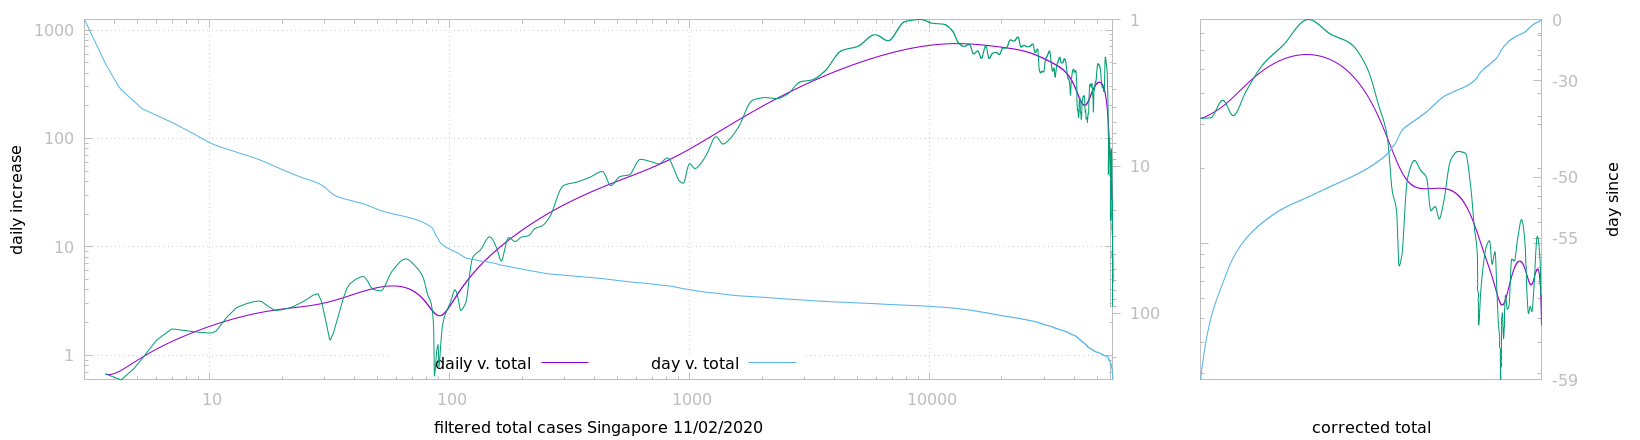 1000
100
10
1
daily increase
10
100
1000
10000
filtered total cases Singapore 11/02/2020
daily v. total
day v. total
1
10
100
0
-30
-50
-55
-59
day since
corrected total